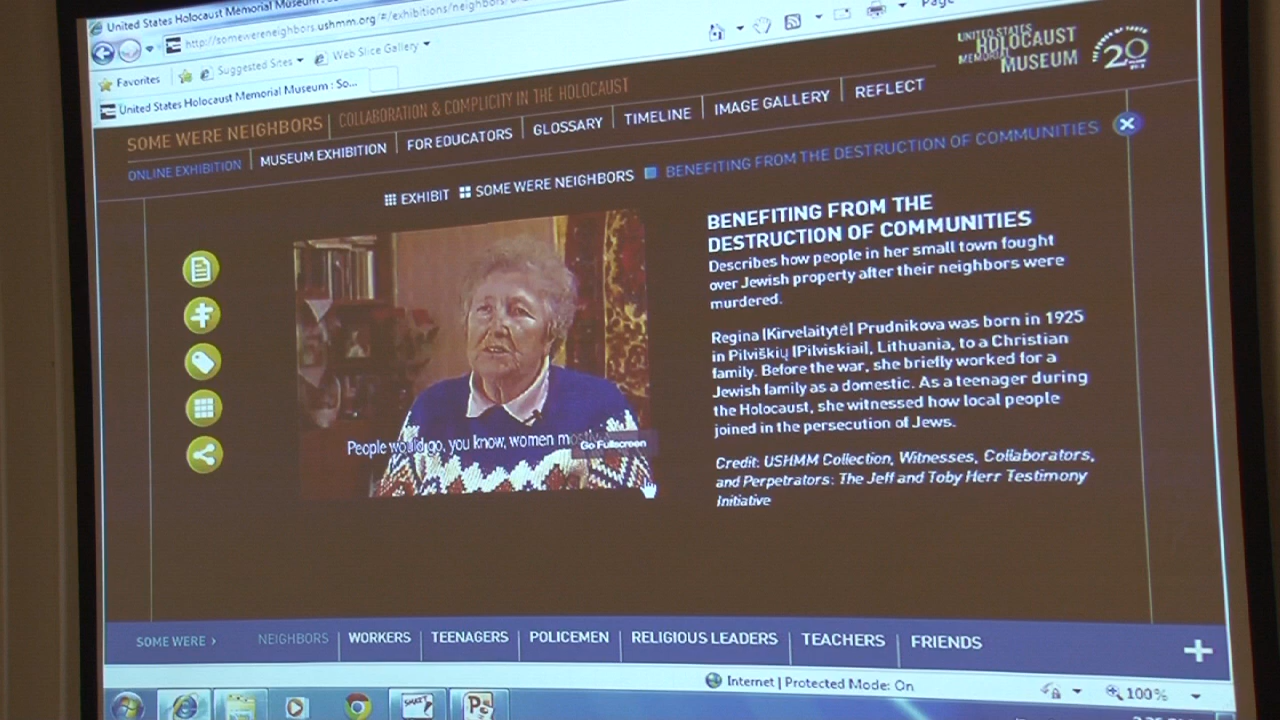 United States Holocaust Memorial Museum
http://somewereneighbors.ushmm.org/#/exhibitions/neighbors/
Page
Favorites
Suggested Sites
Web Slice Gallery
United States Holocaust Memorial Museum : So...
UNITED STATES
HOLOCAUST
MEMORIAL
MUSEUM
20
SOME WERE NEIGHBORS
COLLABORATION & COMPLICITY IN THE HOLOCAUST
ONLINE EXHIBITION
MUSEUM EXHIBITION
FOR EDUCATORS
GLOSSARY
TIMELINE
IMAGE GALLERY
REFLECT
EXHIBIT
SOME WERE NEIGHBORS
BENEFITING FROM THE DESTRUCTION OF COMMUNITIES
BENEFITING FROM THE
DESTRUCTION OF COMMUNITIES
Describes how people in her small town fought
over Jewish property after their neighbors were
murdered.
Regina [Kirvelaitytė] Prudnikova was born in 1925
in Pilviškių [Pilviskiai], Lithuania, to a Christian
family. Before the war, she briefly worked for a
Jewish family as a domestic. As a teenager during
the Holocaust, she witnessed how local people
joined in the persecution of Jews.
Credit: USHMM Collection, Witnesses, Collaborators,
and Perpetrators: The Jeff and Toby Herr Testimony
Initiative
People would go, you know, women
Go Fullscreen
SOME WERE ›
NEIGHBORS
WORKERS
TEENAGERS
POLICEMEN
RELIGIOUS LEADERS
TEACHERS
FRIENDS
Internet | Protected Mode: On
100%